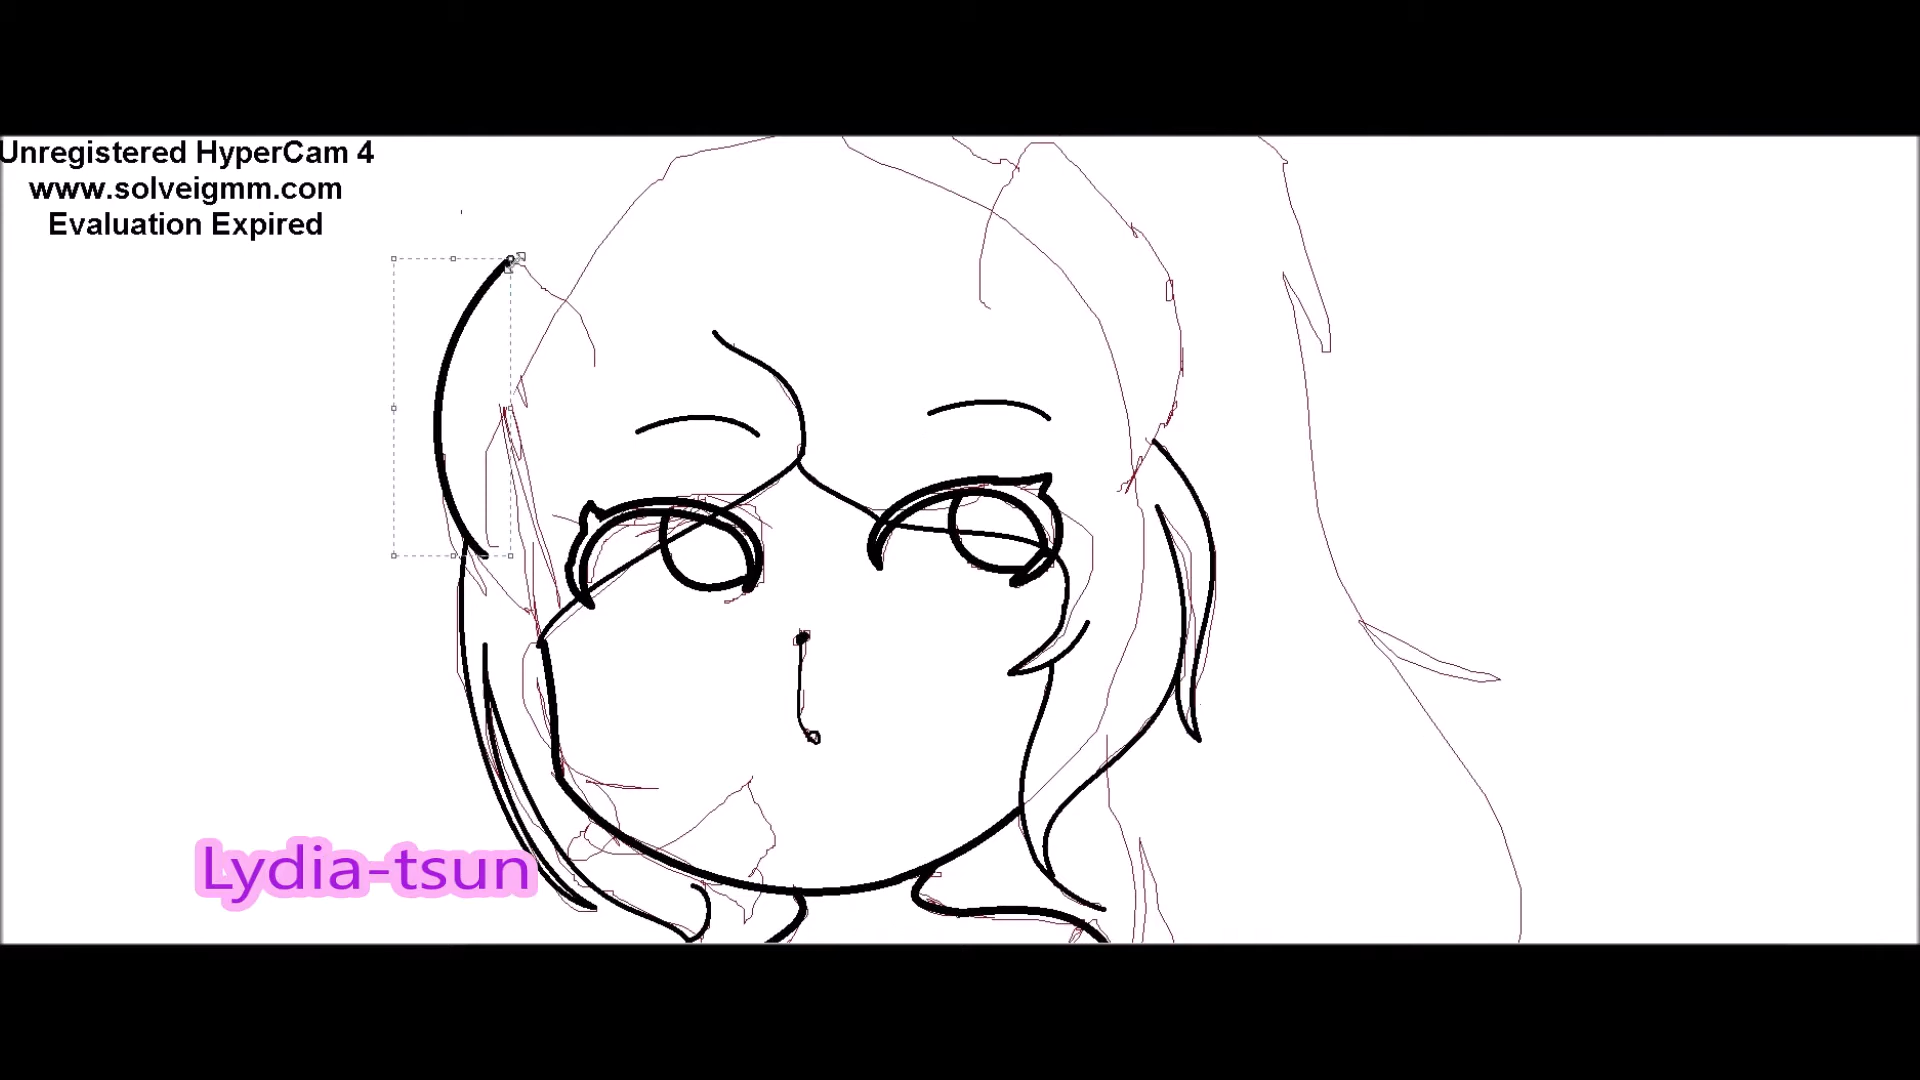 Unregistered HyperCam 4
www.solveigmm.com
Evaluation Expired
Lydia-tsun